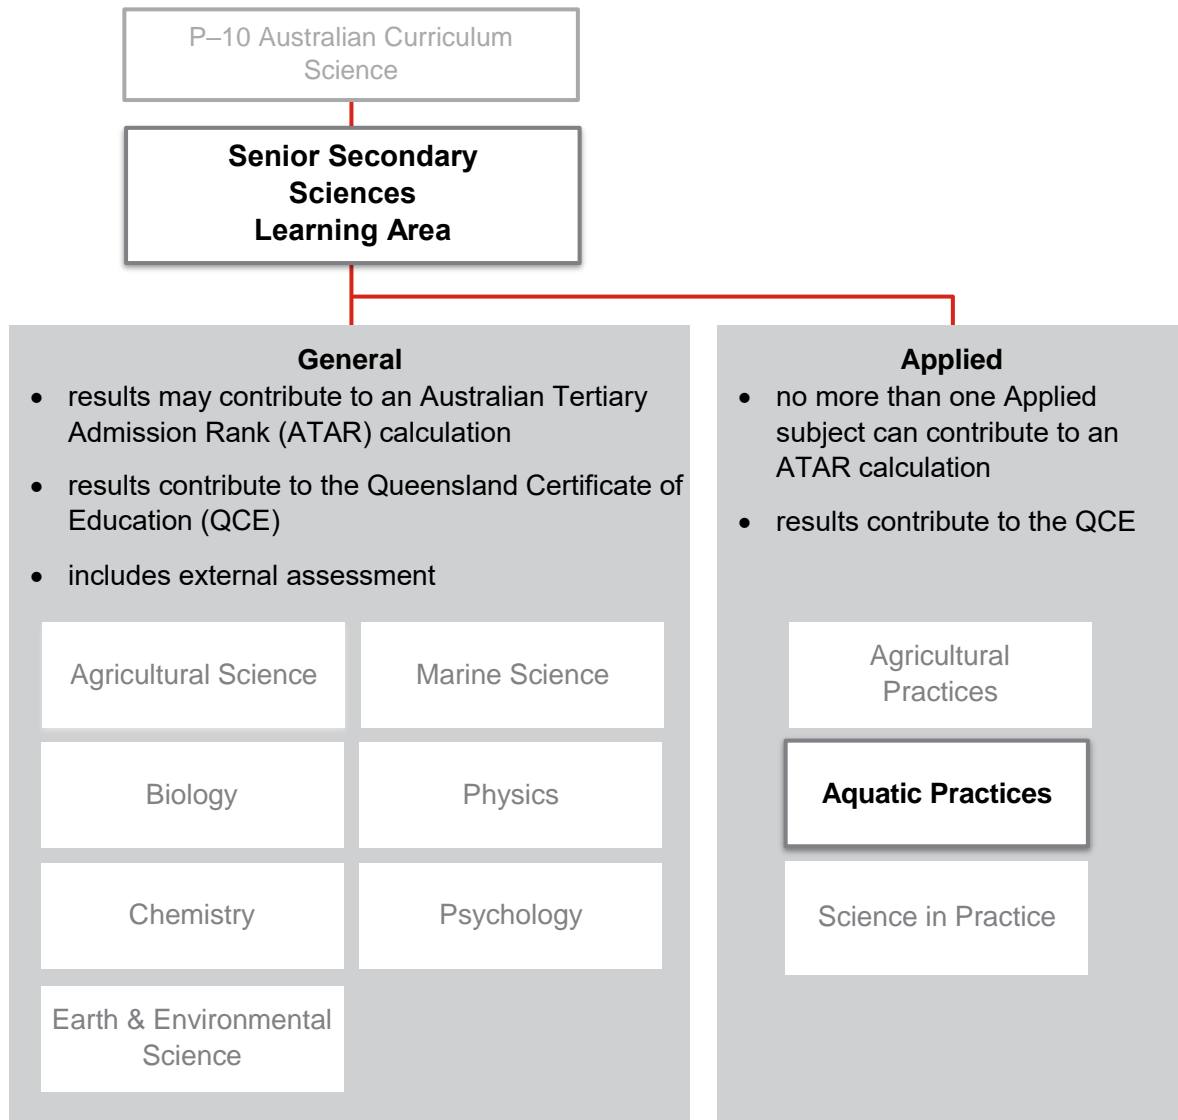 P–10 Australian Curriculum
Science
Senior Secondary
Sciences
Learning Area
General
• results may contribute to an Australian Tertiary
Admission Rank (ATAR) calculation
• results contribute to the Queensland Certificate of
Education (QCE)
• includes external assessment
Agricultural Science
Marine Science
Biology
Physics
Chemistry
Psychology
Earth & Environmental
Science
Applied
• no more than one Applied
subject can contribute to an
ATAR calculation
• results contribute to the QCE
Agricultural
Practices
Aquatic Practices
Science in Practice